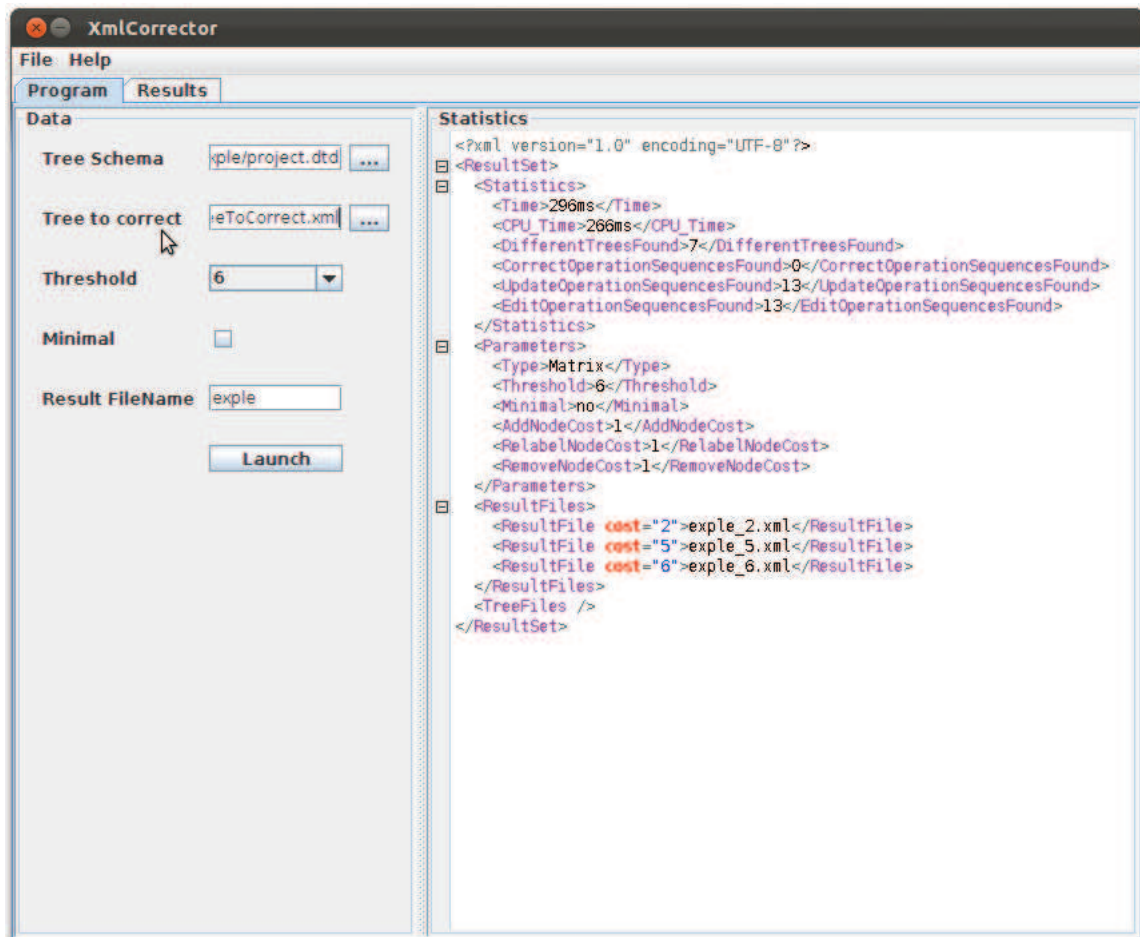 XmlCorrector
File Help
Program Results
Data
Tree Schema xple/project.dtd ...
Tree to correct eToCorrect.xml ...
Threshold 6
Minimal
Result FileName exple
Launch
Statistics
<?xml version="1.0" encoding="UTF-8"?>
<ResultSet>
<Statistics>
<Time>296ms</Time>
<CPU_Time>266ms</CPU_Time>
<DifferentTreesFound>7</DifferentTreesFound>
<CorrectOperationSequencesFound>0</CorrectOperationSequencesFound>
<UpdateOperationSequencesFound>13</UpdateOperationSequencesFound>
<EditOperationSequencesFound>13</EditOperationSequencesFound>
</Statistics>
<Parameters>
<Type>Matrix</Type>
<Threshold>6</Threshold>
<Minimal>no</Minimal>
<AddNodeCost>1</AddNodeCost>
<RelabelNodeCost>1</RelabelNodeCost>
<RemoveNodeCost>1</RemoveNodeCost>
</Parameters>
<ResultFiles>
<ResultFile cost="2">exple_2.xml</ResultFile>
<ResultFile cost="5">exple_5.xml</ResultFile>
<ResultFile cost="6">exple_6.xml</ResultFile>
</ResultFiles>
<TreeFiles />
</ResultSet>